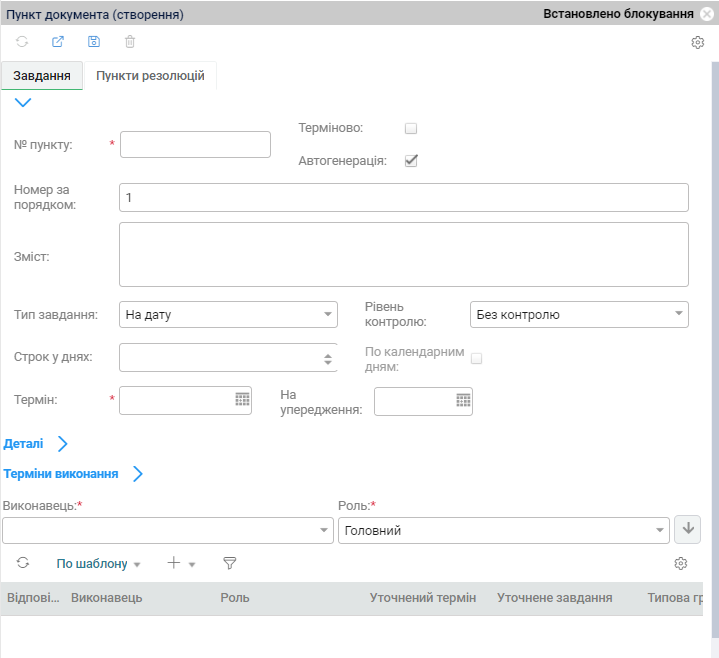 Пункт документа (створення) Встановлено блокування
Завдання Пункти резолюцій
Терміново:
№ пункту: *
Автогенерація:
Номер за
порядком:
1
Зміст:
Тип завдання: На дату
Рівень
контролю:
Без контролю
Строк у днях:
По календарним
дням:
Термін: *
На
упередження:
Деталі
Терміни виконання
Виконавець:* Роль:*
Головний
По шаблону
Відпові... Виконавець Роль Уточнений термін Уточнене завдання Типова гр